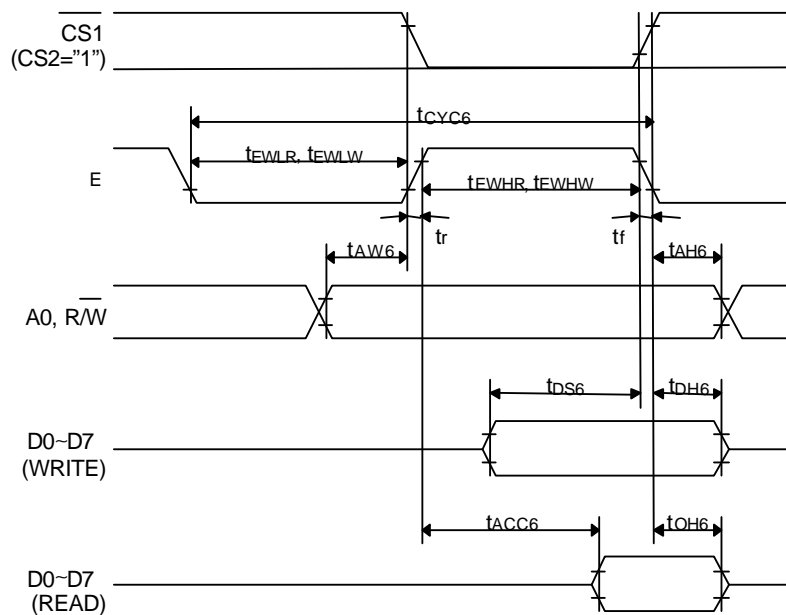 CS1
(CS2=”1”)
tCYC6
tEWLR, tEWLW
E
tEWHR, tEWHW
tr
tf
tAW6
tAH6
A0, R/W
tDS6
tDH6
D0~D7
(WRITE)
tACC6
tOH6
D0~D7
(READ)